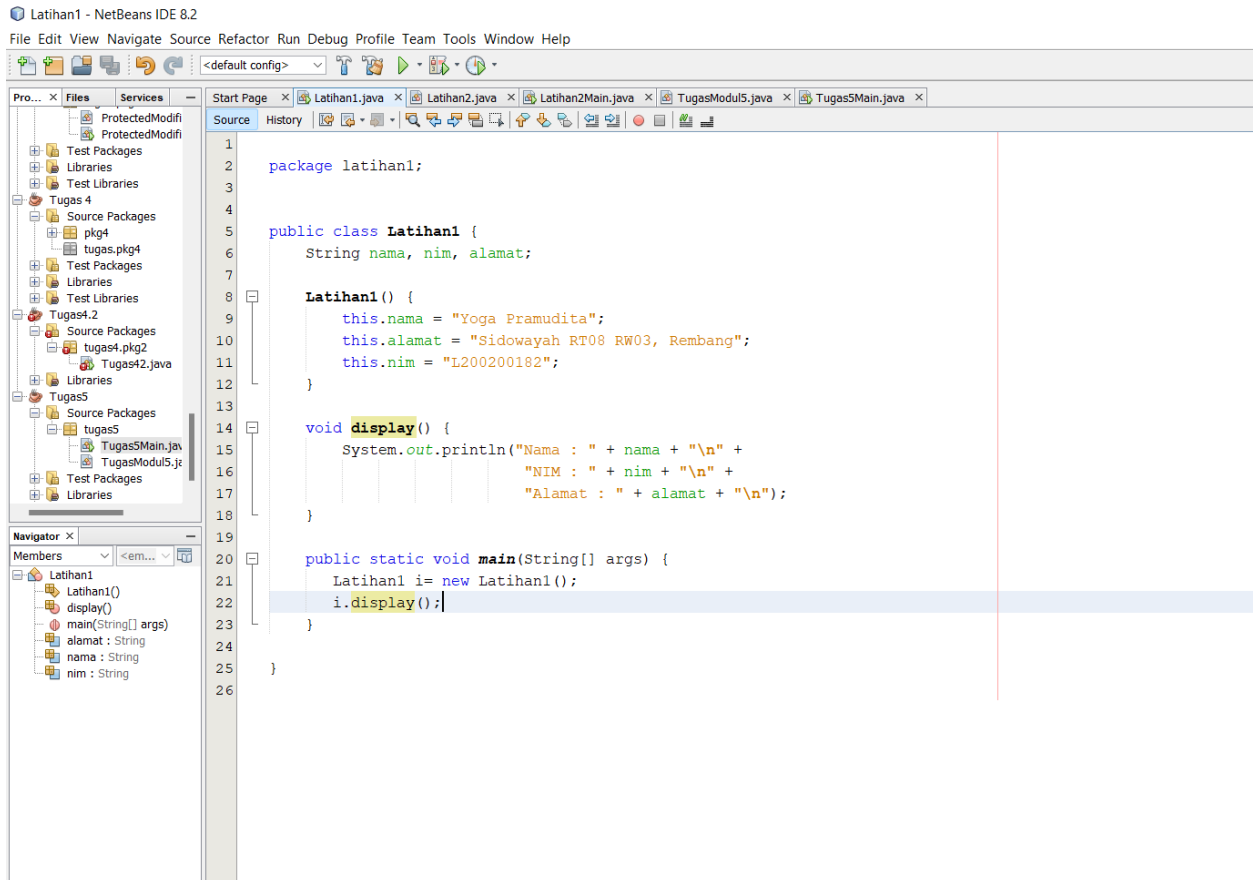 Latihan1 - NetBeans IDE 8.2
File Edit View Navigate Source Refactor Run Debug Profile Team Tools Window Help
<default config>
Pro... Files Services
Start Page Latihan1.java Latihan2.java Latihan2Main.java TugasModul5.java Tugas5Main.java
Source History
ProtectedModifi
ProtectedModifi
Test Packages
Libraries
Test Libraries
Tugas 4
Source Packages
pkg4
tugas.pkg4
Test Packages
Libraries
Test Libraries
Tugas4.2
Source Packages
tugas4.pkg2
Tugas42.java
Libraries
Tugas5
Source Packages
tugas5
Tugas5Main.jav
TugasModul5.ja
Test Packages
Libraries
Navigator
Members <em...
Latihan1
Latihan1()
display()
main(String[] args)
alamat : String
nama : String
nim : String
1
2 package latihan1;
3
4
5 public class Latihan1 {
6 String nama, nim, alamat;
7
8 Latihan1() {
9 this.nama = "Yoga Pramudita";
10 this.alamat = "Sidowayah RT08 RW03, Rembang";
11 this.nim = "L200200182";
12 }
13
14 void display() {
15 System.out.println("Nama : " + nama + "\n" +
16 "NIM : " + nim + "\n" +
17 "Alamat : " + alamat + "\n");
18 }
19
20 public static void main(String[] args) {
21 Latihan1 i= new Latihan1();
22 i.display();
23 }
24
25 }
26